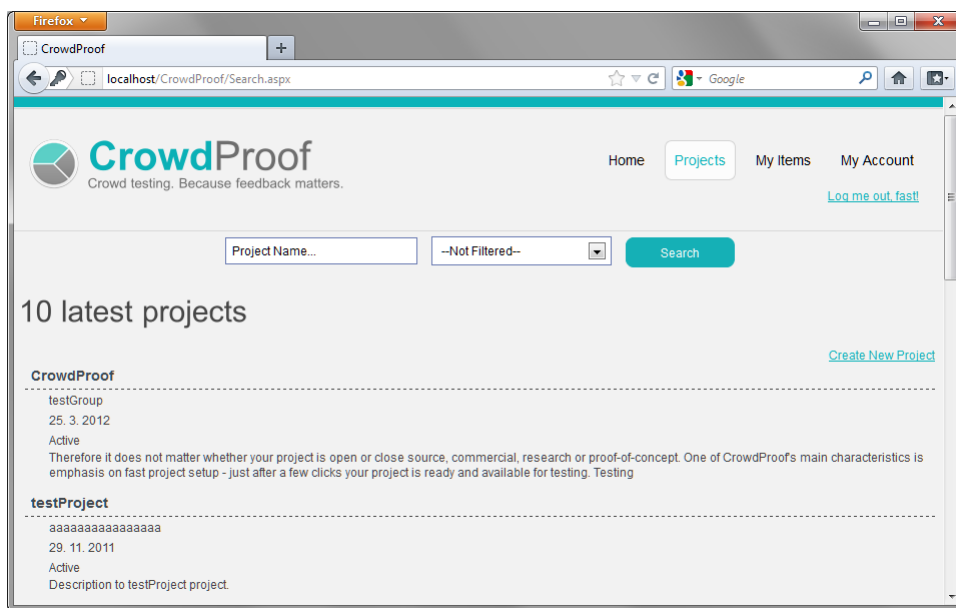 Firefox
CrowdProof
localhost/CrowdProof/Search.aspx
Google
CrowdProof
Crowd testing. Because feedback matters.
Home
Projects
My Items
My Account
Log me out, fast!
Project Name...
--Not Filtered--
Search
10 latest projects
Create New Project
CrowdProof
testGroup
25. 3. 2012
Active
Therefore it does not matter whether your project is open or close source, commercial, research or proof-of-concept. One of CrowdProof's main characteristics is
emphasis on fast project setup - just after a few clicks your project is ready and available for testing. Testing
testProject
aaaaaaaaaaaaaaaa
29. 11. 2011
Active
Description to testProject project.